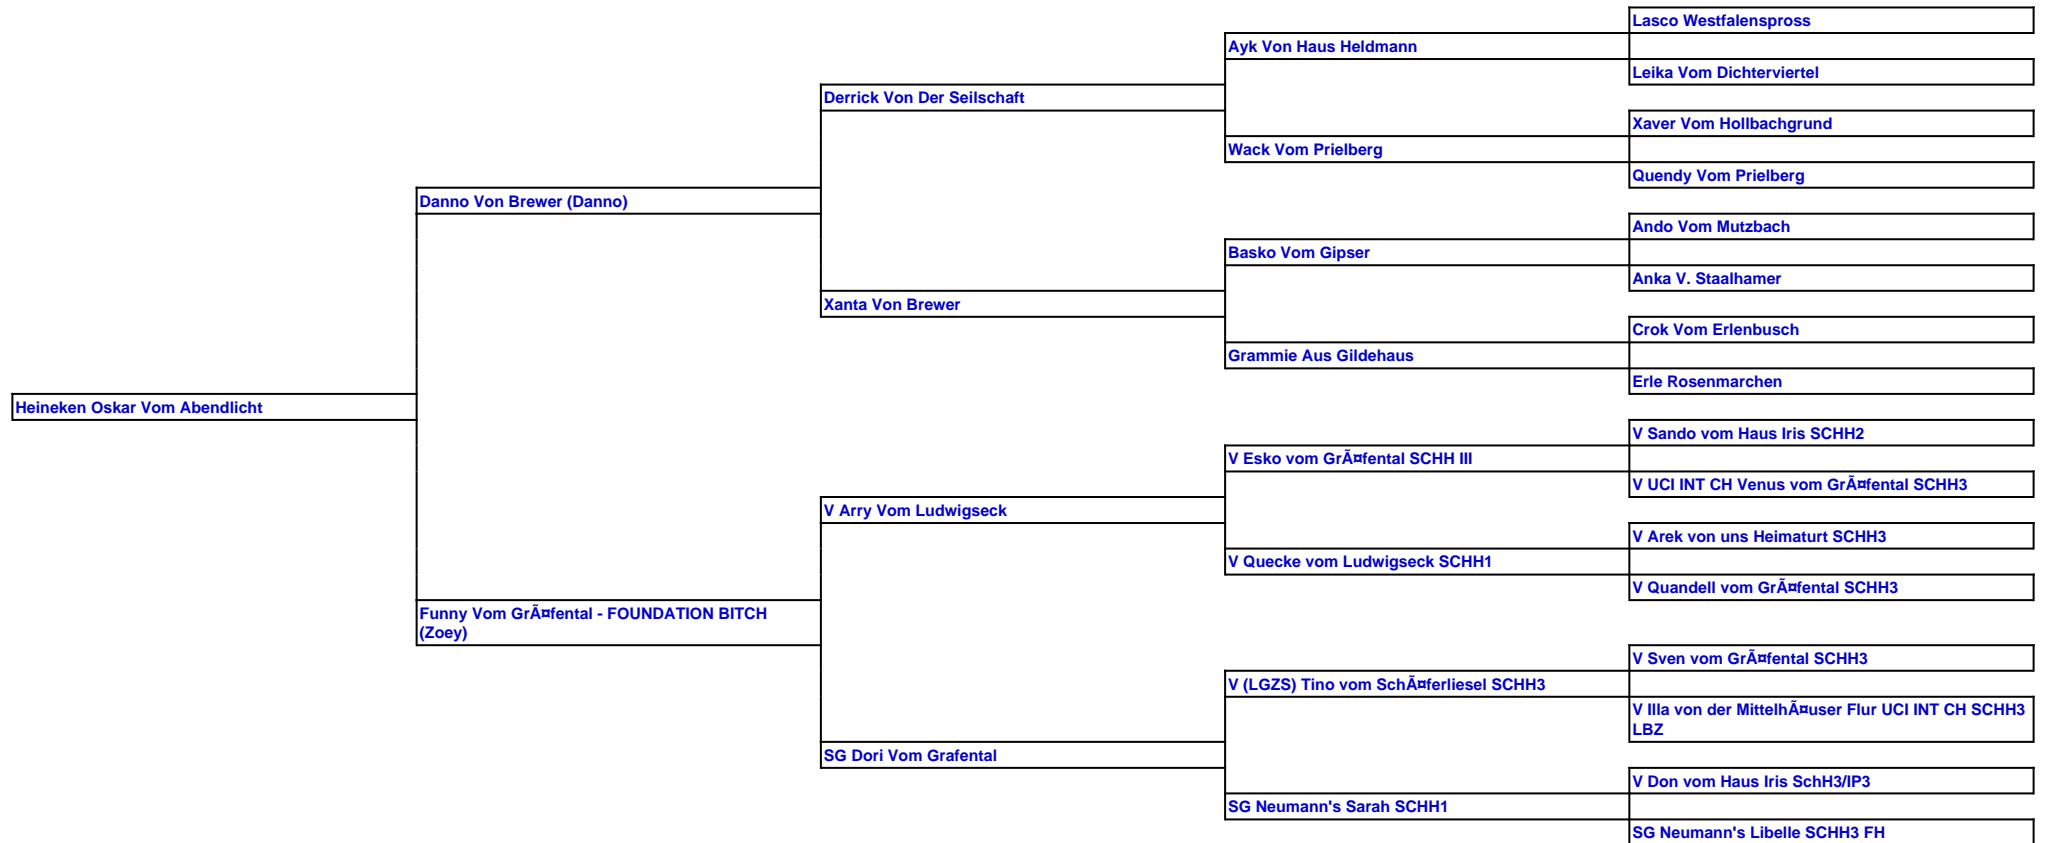 Lasco Westfalenspross
Ayk Von Haus Heldmann
Leika Vom Dichterviertel
Derrick Von Der Seilschaft
Xaver Vom Hollbachgrund
Wack Vom Prielberg
Quendy Vom Prielberg
Danno Von Brewer (Danno)
Ando Vom Mutzbach
Basko Vom Gipser
Anka V. Staalhamer
Xanta Von Brewer
Crok Vom Erlenbusch
Grammie Aus Gildehaus
Erle Rosenmarchen
Heineken Oskar Vom Abendlicht
V Sando vom Haus Iris SCHH2
V Esko vom GrÃ¤fental SCHH III
V UCI INT CH Venus vom GrÃ¤fental SCHH3
V Arry Vom Ludwigseck
V Arek von uns Heimaturt SCHH3
V Quecke vom Ludwigseck SCHH1
V Quandell vom GrÃ¤fental SCHH3
Funny Vom GrÃ¤fental - FOUNDATION BITCH
(Zoey)
V Sven vom GrÃ¤fental SCHH3
V (LGZS) Tino vom SchÃ¤ferliesel SCHH3
V Illa von der MittelhÃ¤user Flur UCI INT CH SCHH3
LBZ
SG Dori Vom Grafental
V Don vom Haus Iris SchH3/IP3
SG Neumann's Sarah SCHH1
SG Neumann's Libelle SCHH3 FH